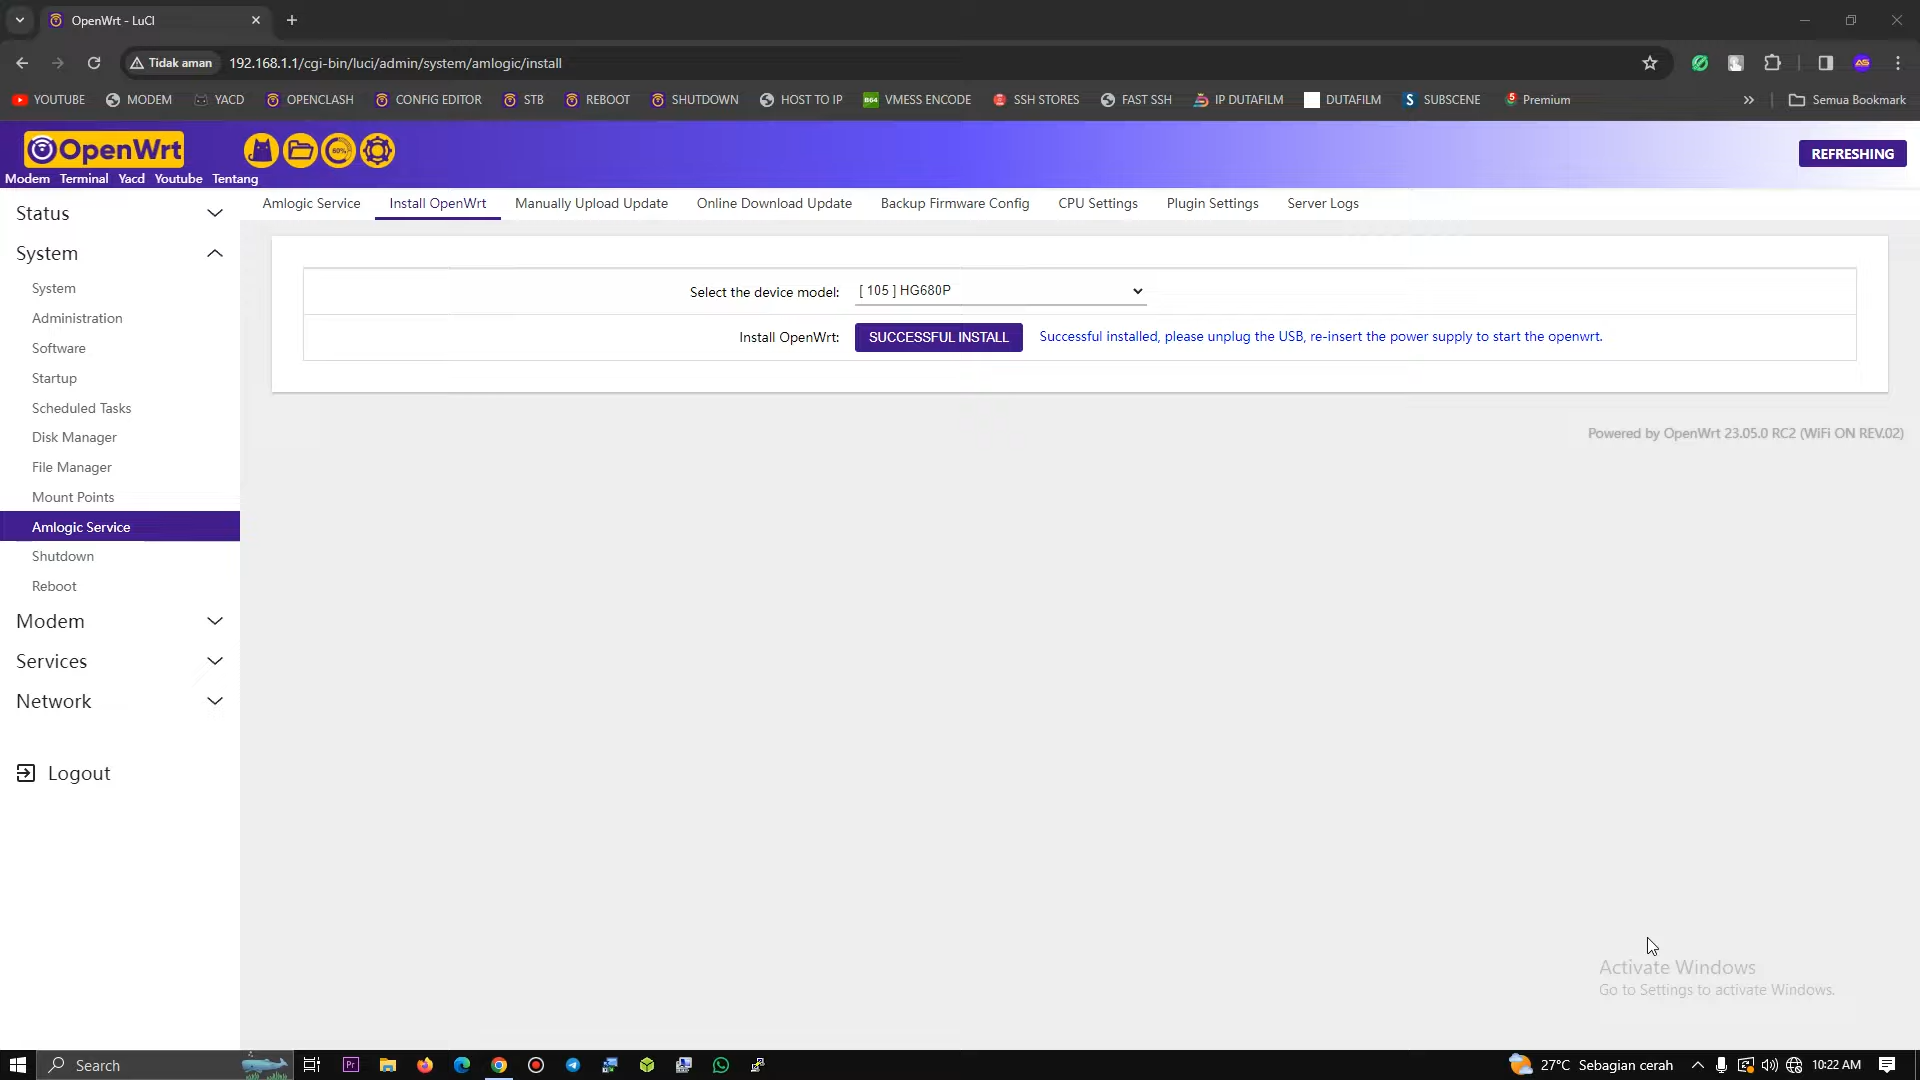 OpenWrt - LuCI
Tidak aman
192.168.1.1/cgi-bin/luci/admin/system/amlogic/install
AS
YOUTUBE MODEM YACD OPENCLASH CONFIG EDITOR STB REBOOT SHUTDOWN HOST TO IP VMESS ENCODE SSH STORES FAST SSH IP DUTAFILM DUTAFILM SUBSCENE Premium Semua Bookmark
OpenWrt
REFRESHING
Modem Terminal Yacd Youtube Tentang
Amlogic Service Install OpenWrt Manually Upload Update Online Download Update Backup Firmware Config CPU Settings Plugin Settings Server Logs
Status
System
System
Administration
Software
Startup
Scheduled Tasks
Disk Manager
File Manager
Mount Points
Amlogic Service
Shutdown
Reboot
Modem
Services
Network
Logout
Select the device model: [ 105 ] HG680P
Install OpenWrt: SUCCESSFUL INSTALL Successful installed, please unplug the USB, re-insert the power supply to start the openwrt.
Powered by OpenWrt 23.05.0 RC2 (WiFi ON REV.02)
Activate Windows
Go to Settings to activate Windows.
Search
Pr
27°C Sebagian cerah
10:22 AM